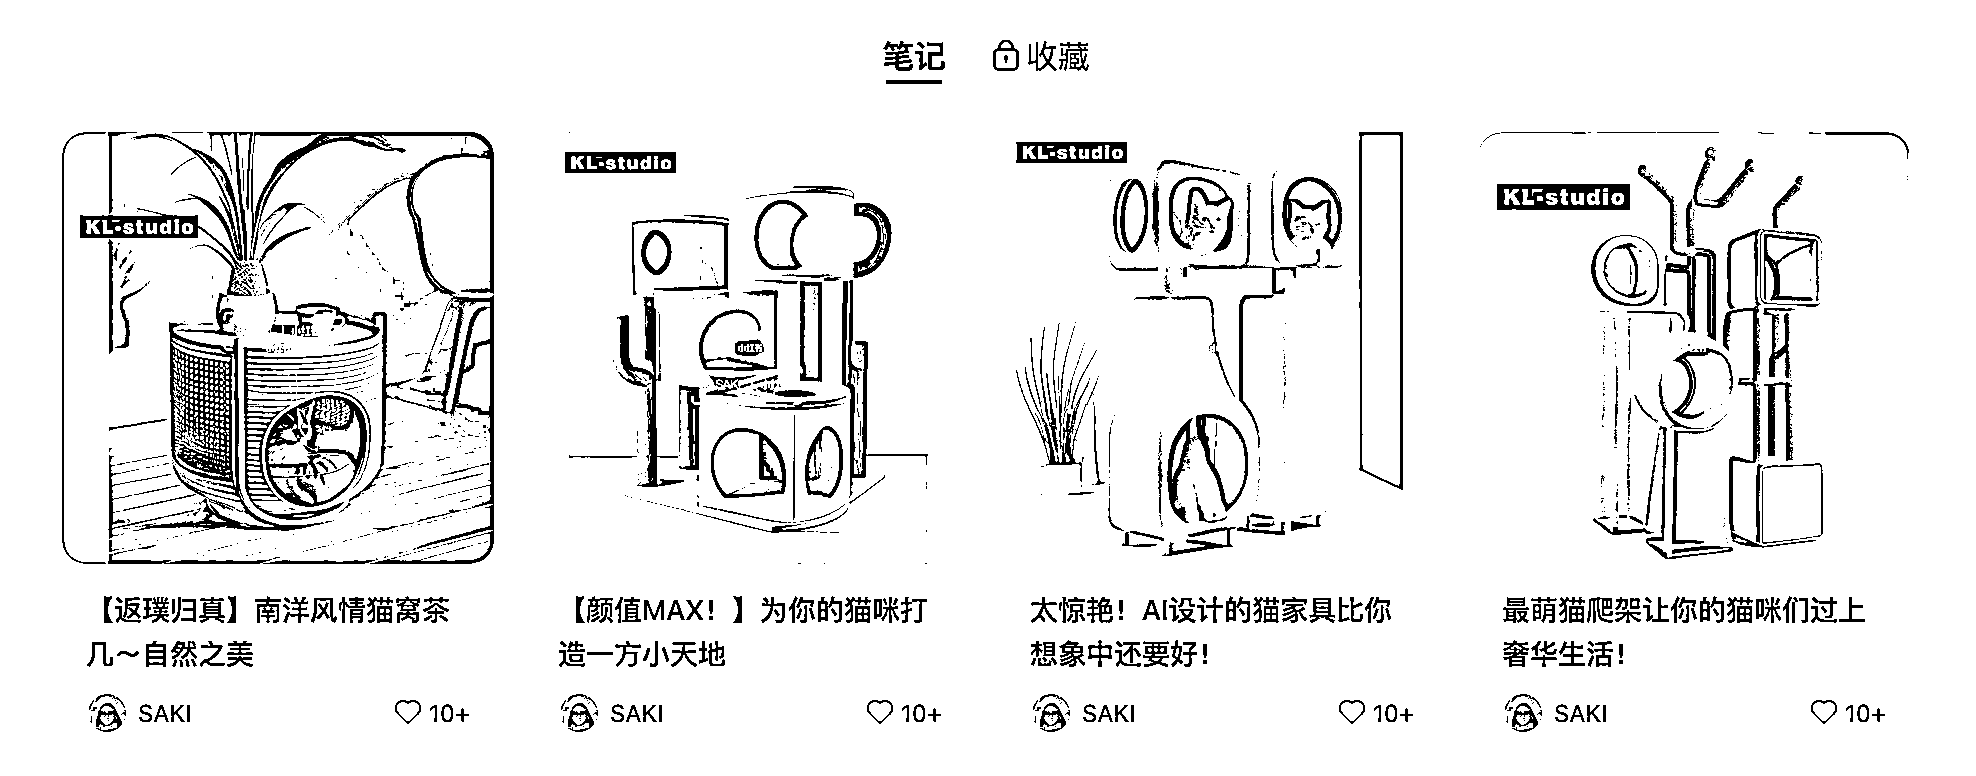 笔记
收藏
KL-studio
KL-studio
KL-studio
KL-studio
【返璞归真】南洋风情猫窝茶
几～自然之美
【颜值MAX！】为你的猫咪打
造一方小天地
太惊艳！AI设计的猫家具比你
想象中还要好！
最萌猫爬架让你的猫咪们过上
奢华生活！
SAKI
10+
SAKI
10+
SAKI
10+
SAKI
10+